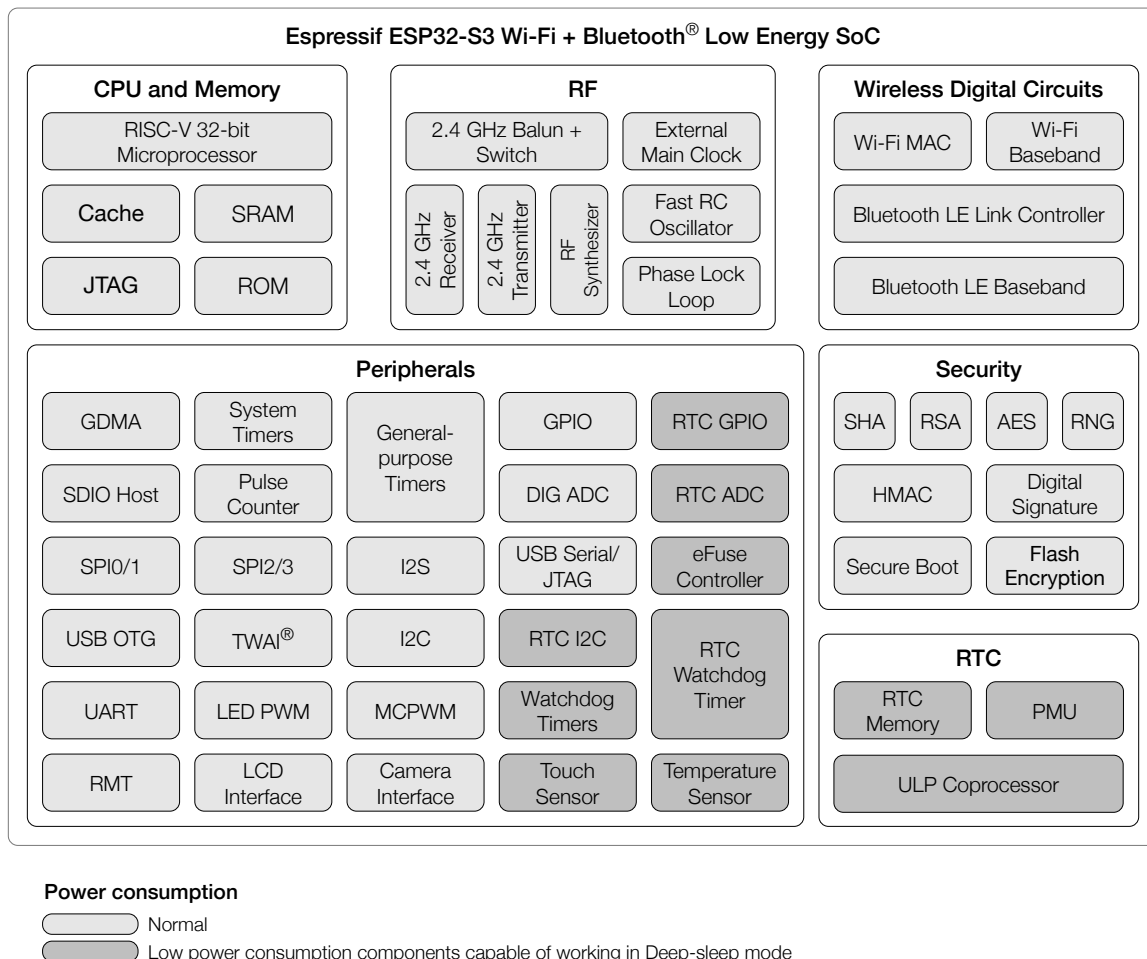 Espressif ESP32-S3 Wi-Fi + Bluetooth® Low Energy SoC
CPU and Memory
RISC-V 32-bit
Microprocessor
Cache
SRAM
JTAG
ROM
RF
2.4 GHz Balun +
Switch
External
Main Clock
2.4 GHz
Receiver
2.4 GHz
Transmitter
RF
Synthesizer
Fast RC
Oscillator
Phase Lock
Loop
Wireless Digital Circuits
Wi-Fi MAC
Wi-Fi
Baseband
Bluetooth LE Link Controller
Bluetooth LE Baseband
Peripherals
GDMA
System
Timers
General-
purpose
Timers
GPIO
RTC GPIO
SDIO Host
Pulse
Counter
DIG ADC
RTC ADC
SPI0/1
SPI2/3
I2S
USB Serial/
JTAG
eFuse
Controller
USB OTG
TWAI®
I2C
RTC I2C
RTC
Watchdog
Timer
UART
LED PWM
MCPWM
Watchdog
Timers
RMT
LCD
Interface
Camera
Interface
Touch
Sensor
Temperature
Sensor
Security
SHA
RSA
AES
RNG
HMAC
Digital
Signature
Secure Boot
Flash
Encryption
RTC
RTC
Memory
PMU
ULP Coprocessor
Power consumption
Normal
Low power consumption components capable of working in Deep-sleep mode